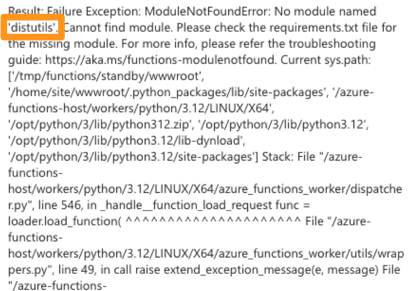 Result: Failure Exception: ModuleNotFoundError: No module named
'distutils'. Cannot find module. Please check the requirements.txt file for
the missing module. For more info, please refer the troubleshooting
guide: https://aka.ms/functions-modulenotfound. Current sys.path:
['/tmp/functions/standby/wwwroot',
'/home/site/wwwroot/.python_packages/lib/site-packages', '/azure-
functions-host/workers/python/3.12/LINUX/X64',
'/opt/python/3/lib/python312.zip', '/opt/python/3/lib/python3.12',
'/opt/python/3/lib/python3.12/lib-dynload',
'/opt/python/3/lib/python3.12/site-packages'] Stack: File "/azure-
functions-
host/workers/python/3.12/LINUX/X64/azure_functions_worker/dispatche
r.py", line 546, in _handle__function_load_request func =
loader.load_function( ^^^^^^^^^^^^^^^^^^^^^ File "/azure-
functions-
host/workers/python/3.12/LINUX/X64/azure_functions_worker/utils/wrap
pers.py", line 49, in call raise extend_exception_message(e, message) File
"/azure-functions-